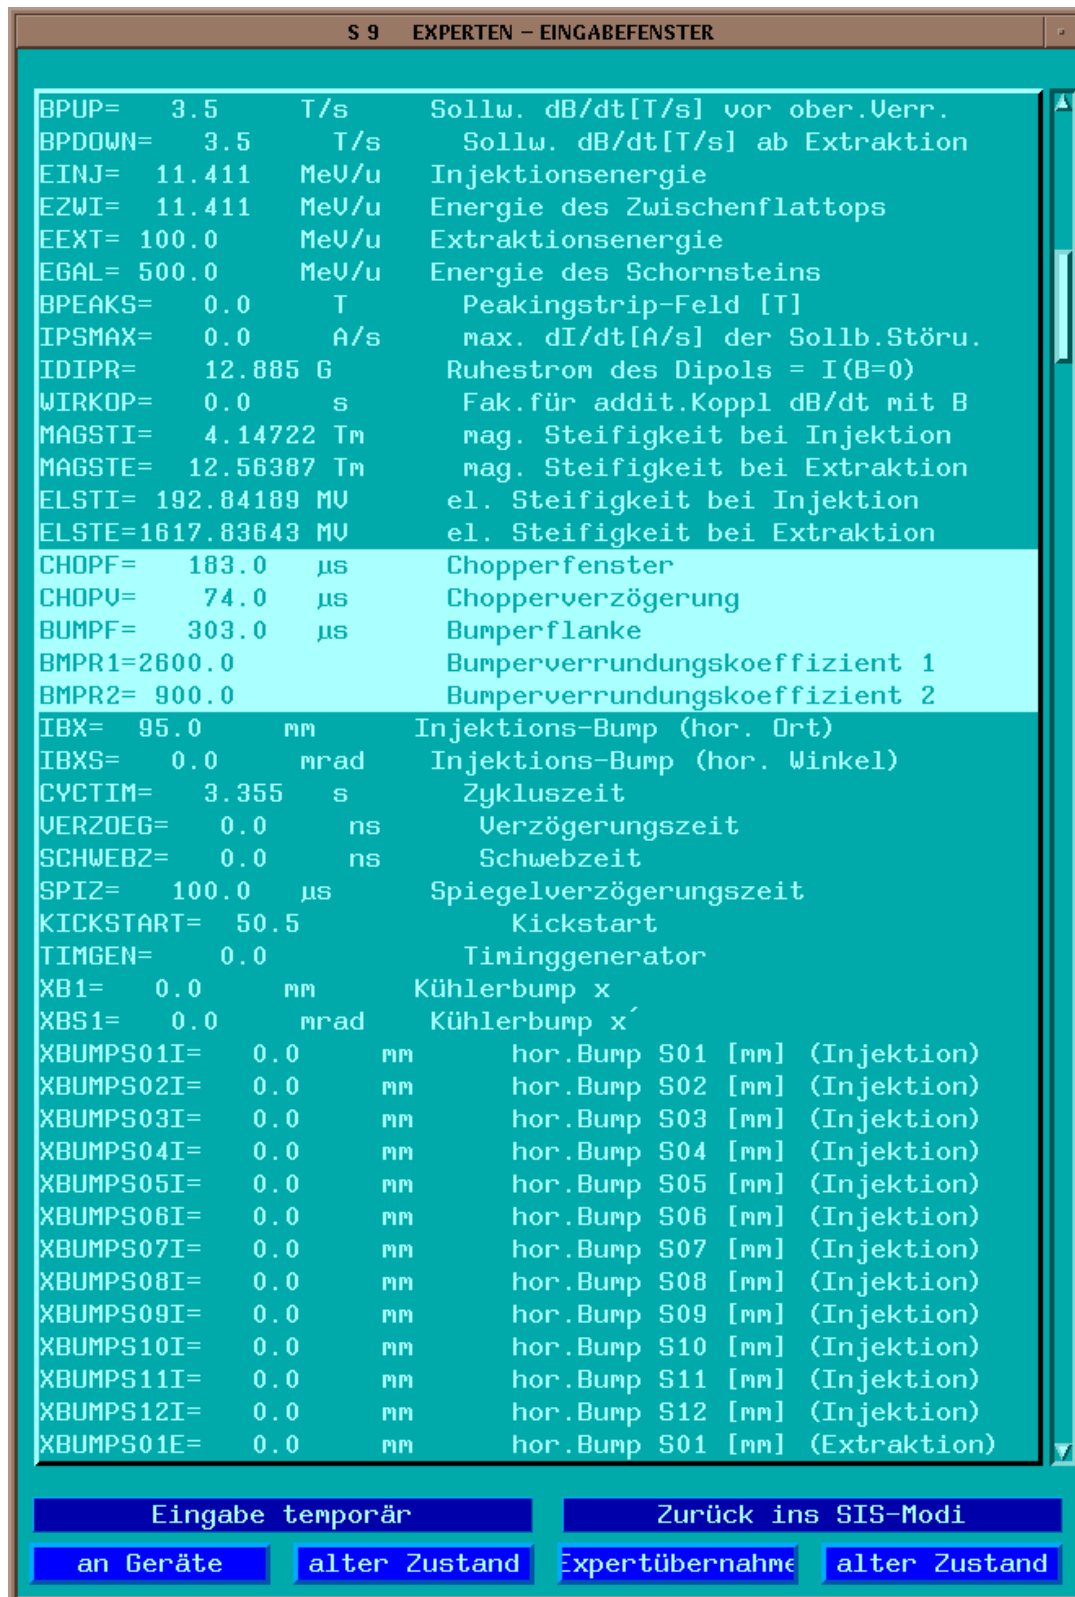 S 9 EXPERTEN – EINGABEFENSTER
BPUP= 3.5 T/s Sollw. dB/dt[T/s] vor ober.Verr.
BPDOWN= 3.5 T/s Sollw. dB/dt[T/s] ab Extraktion
EINJ= 11.411 MeV/u Injektionsenergie
EZWI= 11.411 MeV/u Energie des Zwischenflattops
EEXT= 100.0 MeV/u Extraktionsenergie
EGAL= 500.0 MeV/u Energie des Schornsteins
BPEAKS= 0.0 T Peakingstrip-Feld [T]
IPSMAX= 0.0 A/s max. dI/dt[A/s] der Sollb.Störu.
IDIPR= 12.885 G Ruhestrom des Dipols = I(B=0)
WIRKOP= 0.0 s Fak.für addit.Koppl dB/dt mit B
MAGSTI= 4.14722 Tm mag. Steifigkeit bei Injektion
MAGSTE= 12.56387 Tm mag. Steifigkeit bei Extraktion
ELSTI= 192.84189 MV el. Steifigkeit bei Injektion
ELSTE=1617.83643 MV el. Steifigkeit bei Extraktion
CHOPF= 183.0 µs Chopperfenster
CHOPV= 74.0 µs Chopperverzögerung
BUMPF= 303.0 µs Bumperflanke
BMPR1=2600.0 Bumperverrundungskoeffizient 1
BMPR2= 900.0 Bumperverrundungskoeffizient 2
IBX= 95.0 mm Injektions-Bump (hor. Ort)
IBXS= 0.0 mrad Injektions-Bump (hor. Winkel)
CYCTIM= 3.355 s Zykluszeit
VERZOEG= 0.0 ns Verzögerungszeit
SCHWEBZ= 0.0 ns Schwebzeit
SPIZ= 100.0 µs Spiegelverzögerungszeit
KICKSTART= 50.5 Kickstart
TIMGEN= 0.0 Timinggenerator
XB1= 0.0 mm Kühlerbump x
XBS1= 0.0 mrad Kühlerbump x´
XBUMPS01I= 0.0 mm hor.Bump S01 [mm] (Injektion)
XBUMPS02I= 0.0 mm hor.Bump S02 [mm] (Injektion)
XBUMPS03I= 0.0 mm hor.Bump S03 [mm] (Injektion)
XBUMPS04I= 0.0 mm hor.Bump S04 [mm] (Injektion)
XBUMPS05I= 0.0 mm hor.Bump S05 [mm] (Injektion)
XBUMPS06I= 0.0 mm hor.Bump S06 [mm] (Injektion)
XBUMPS07I= 0.0 mm hor.Bump S07 [mm] (Injektion)
XBUMPS08I= 0.0 mm hor.Bump S08 [mm] (Injektion)
XBUMPS09I= 0.0 mm hor.Bump S09 [mm] (Injektion)
XBUMPS10I= 0.0 mm hor.Bump S10 [mm] (Injektion)
XBUMPS11I= 0.0 mm hor.Bump S11 [mm] (Injektion)
XBUMPS12I= 0.0 mm hor.Bump S12 [mm] (Injektion)
XBUMPS01E= 0.0 mm hor.Bump S01 [mm] (Extraktion)
Eingabe temporär Zurück ins SIS-Modi
an Geräte alter Zustand Expertübernahme alter Zustand